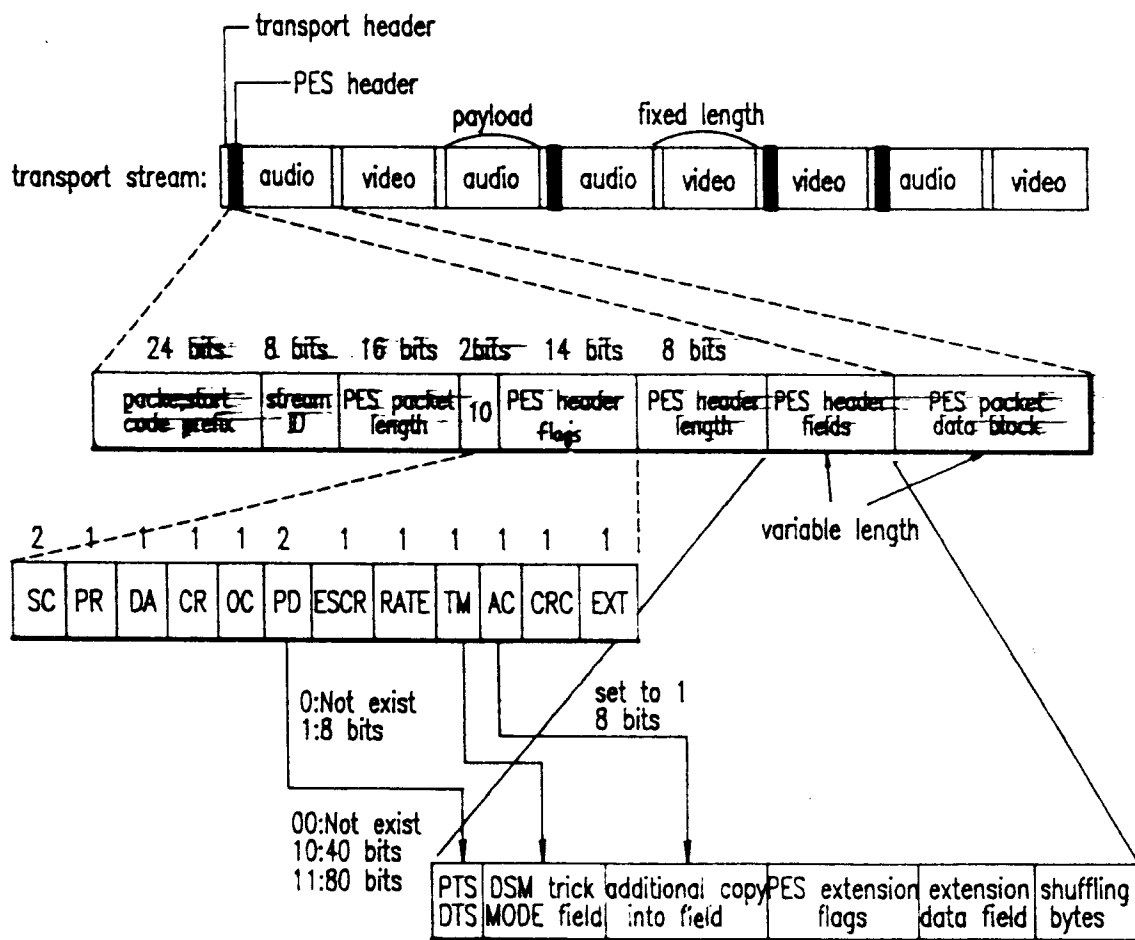 transport header
PES header
payload
fixed length
transport stream:
audio video audio audio video video audio video
24 bits 8 bits 16 bits 2bits 14 bits 8 bits
packe,start code prefix
stream ID
PES packet length
10
PES header flags
PES header length
PES header fields
PES packet data block
variable length
2 1 1 1 1 2 1 1 1 1 1 1
SC PR DA CR OC PD ESCR RATE TM AC CRC EXT
0:Not exist
1:8 bits
set to 1
8 bits
00:Not exist
10:40 bits
11:80 bits
PTS DTS
DSM trick MODE field
additional copy into field
PES extension flags
extension data field
shuffling bytes